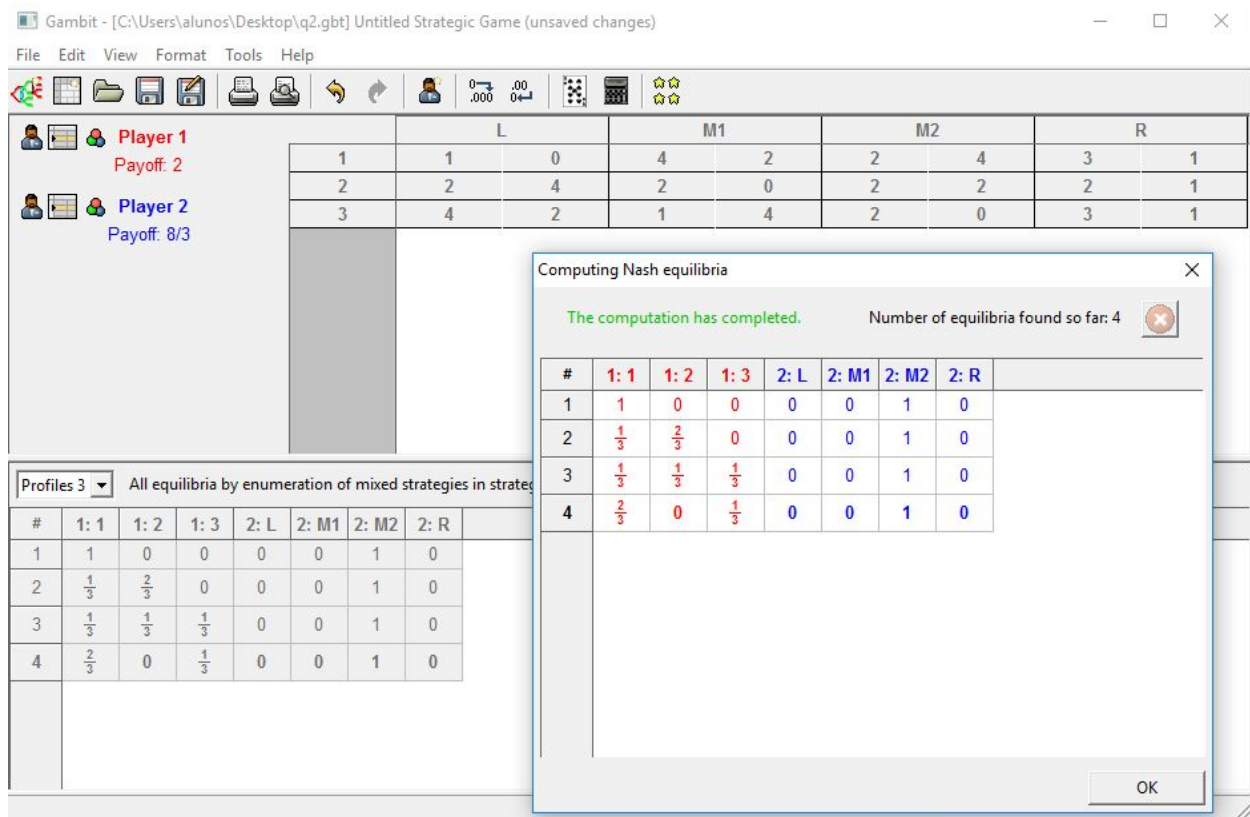 Gambit - [C:\Users\alunos\Desktop\q2.gbt] Untitled Strategic Game (unsaved changes)
File Edit View Format Tools Help
0 .000 .00 0
Player 1
Payoff: 2
Player 2
Payoff: 8/3
L M1 M2 R
1 1 0 4 2 2 4 3 1
2 2 4 2 0 2 2 2 1
3 4 2 1 4 2 0 3 1
Computing Nash equilibria
The computation has completed. Number of equilibria found so far: 4
# 1: 1 1: 2 1: 3 2: L 2: M1 2: M2 2: R
1 1 0 0 0 0 1 0
2 1/3 2/3 0 0 0 1 0
3 1/3 1/3 1/3 0 0 1 0
4 2/3 0 1/3 0 0 1 0
OK
Profiles 3 All equilibria by enumeration of mixed strategies in strateg
# 1: 1 1: 2 1: 3 2: L 2: M1 2: M2 2: R
1 1 0 0 0 0 1 0
2 1/3 2/3 0 0 0 1 0
3 1/3 1/3 1/3 0 0 1 0
4 2/3 0 1/3 0 0 1 0